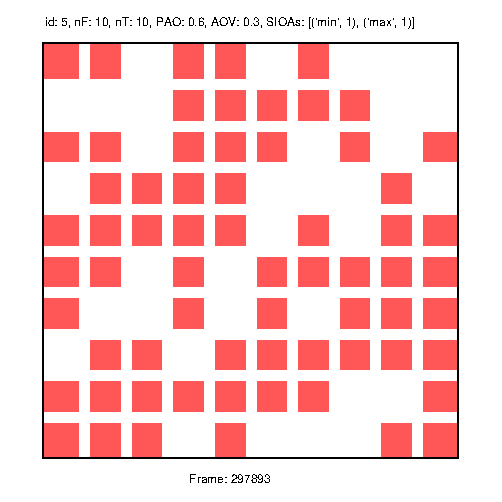 id: 5, nF: 10, nT: 10, PAO: 0.6, AOV: 0.3, SIOAs: [('min', 1), ('max', 1)]
Frame: 297893